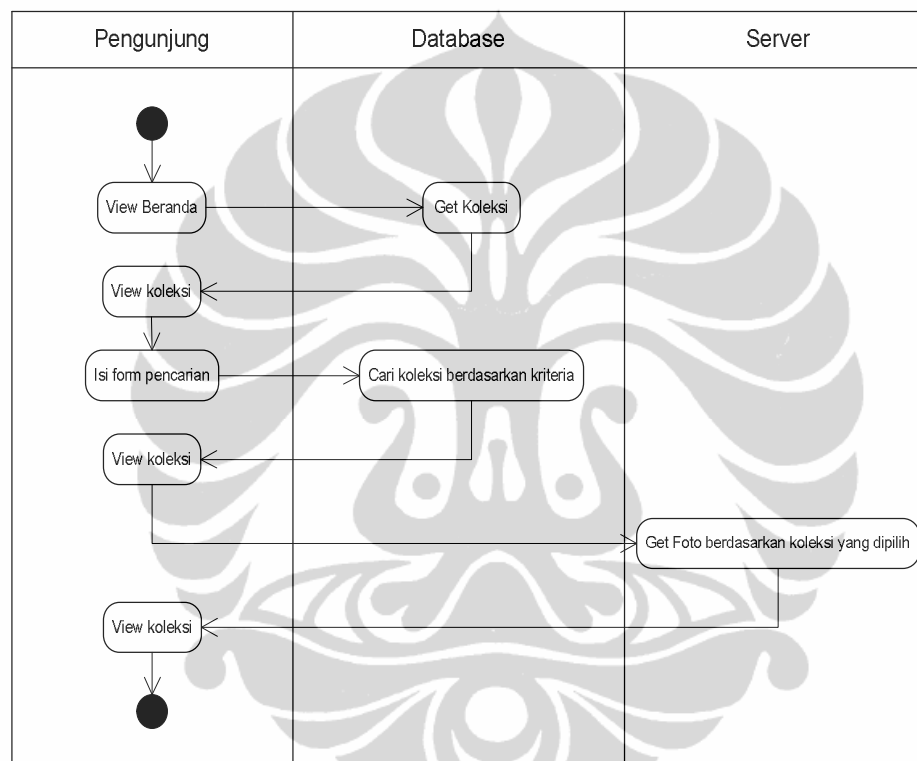 Pengunjung
Database
Server
View Beranda
Get Koleksi
View koleksi
Isi form pencarian
Cari koleksi berdasarkan kriteria
View koleksi
Get Foto berdasarkan koleksi yang dipilih
View koleksi